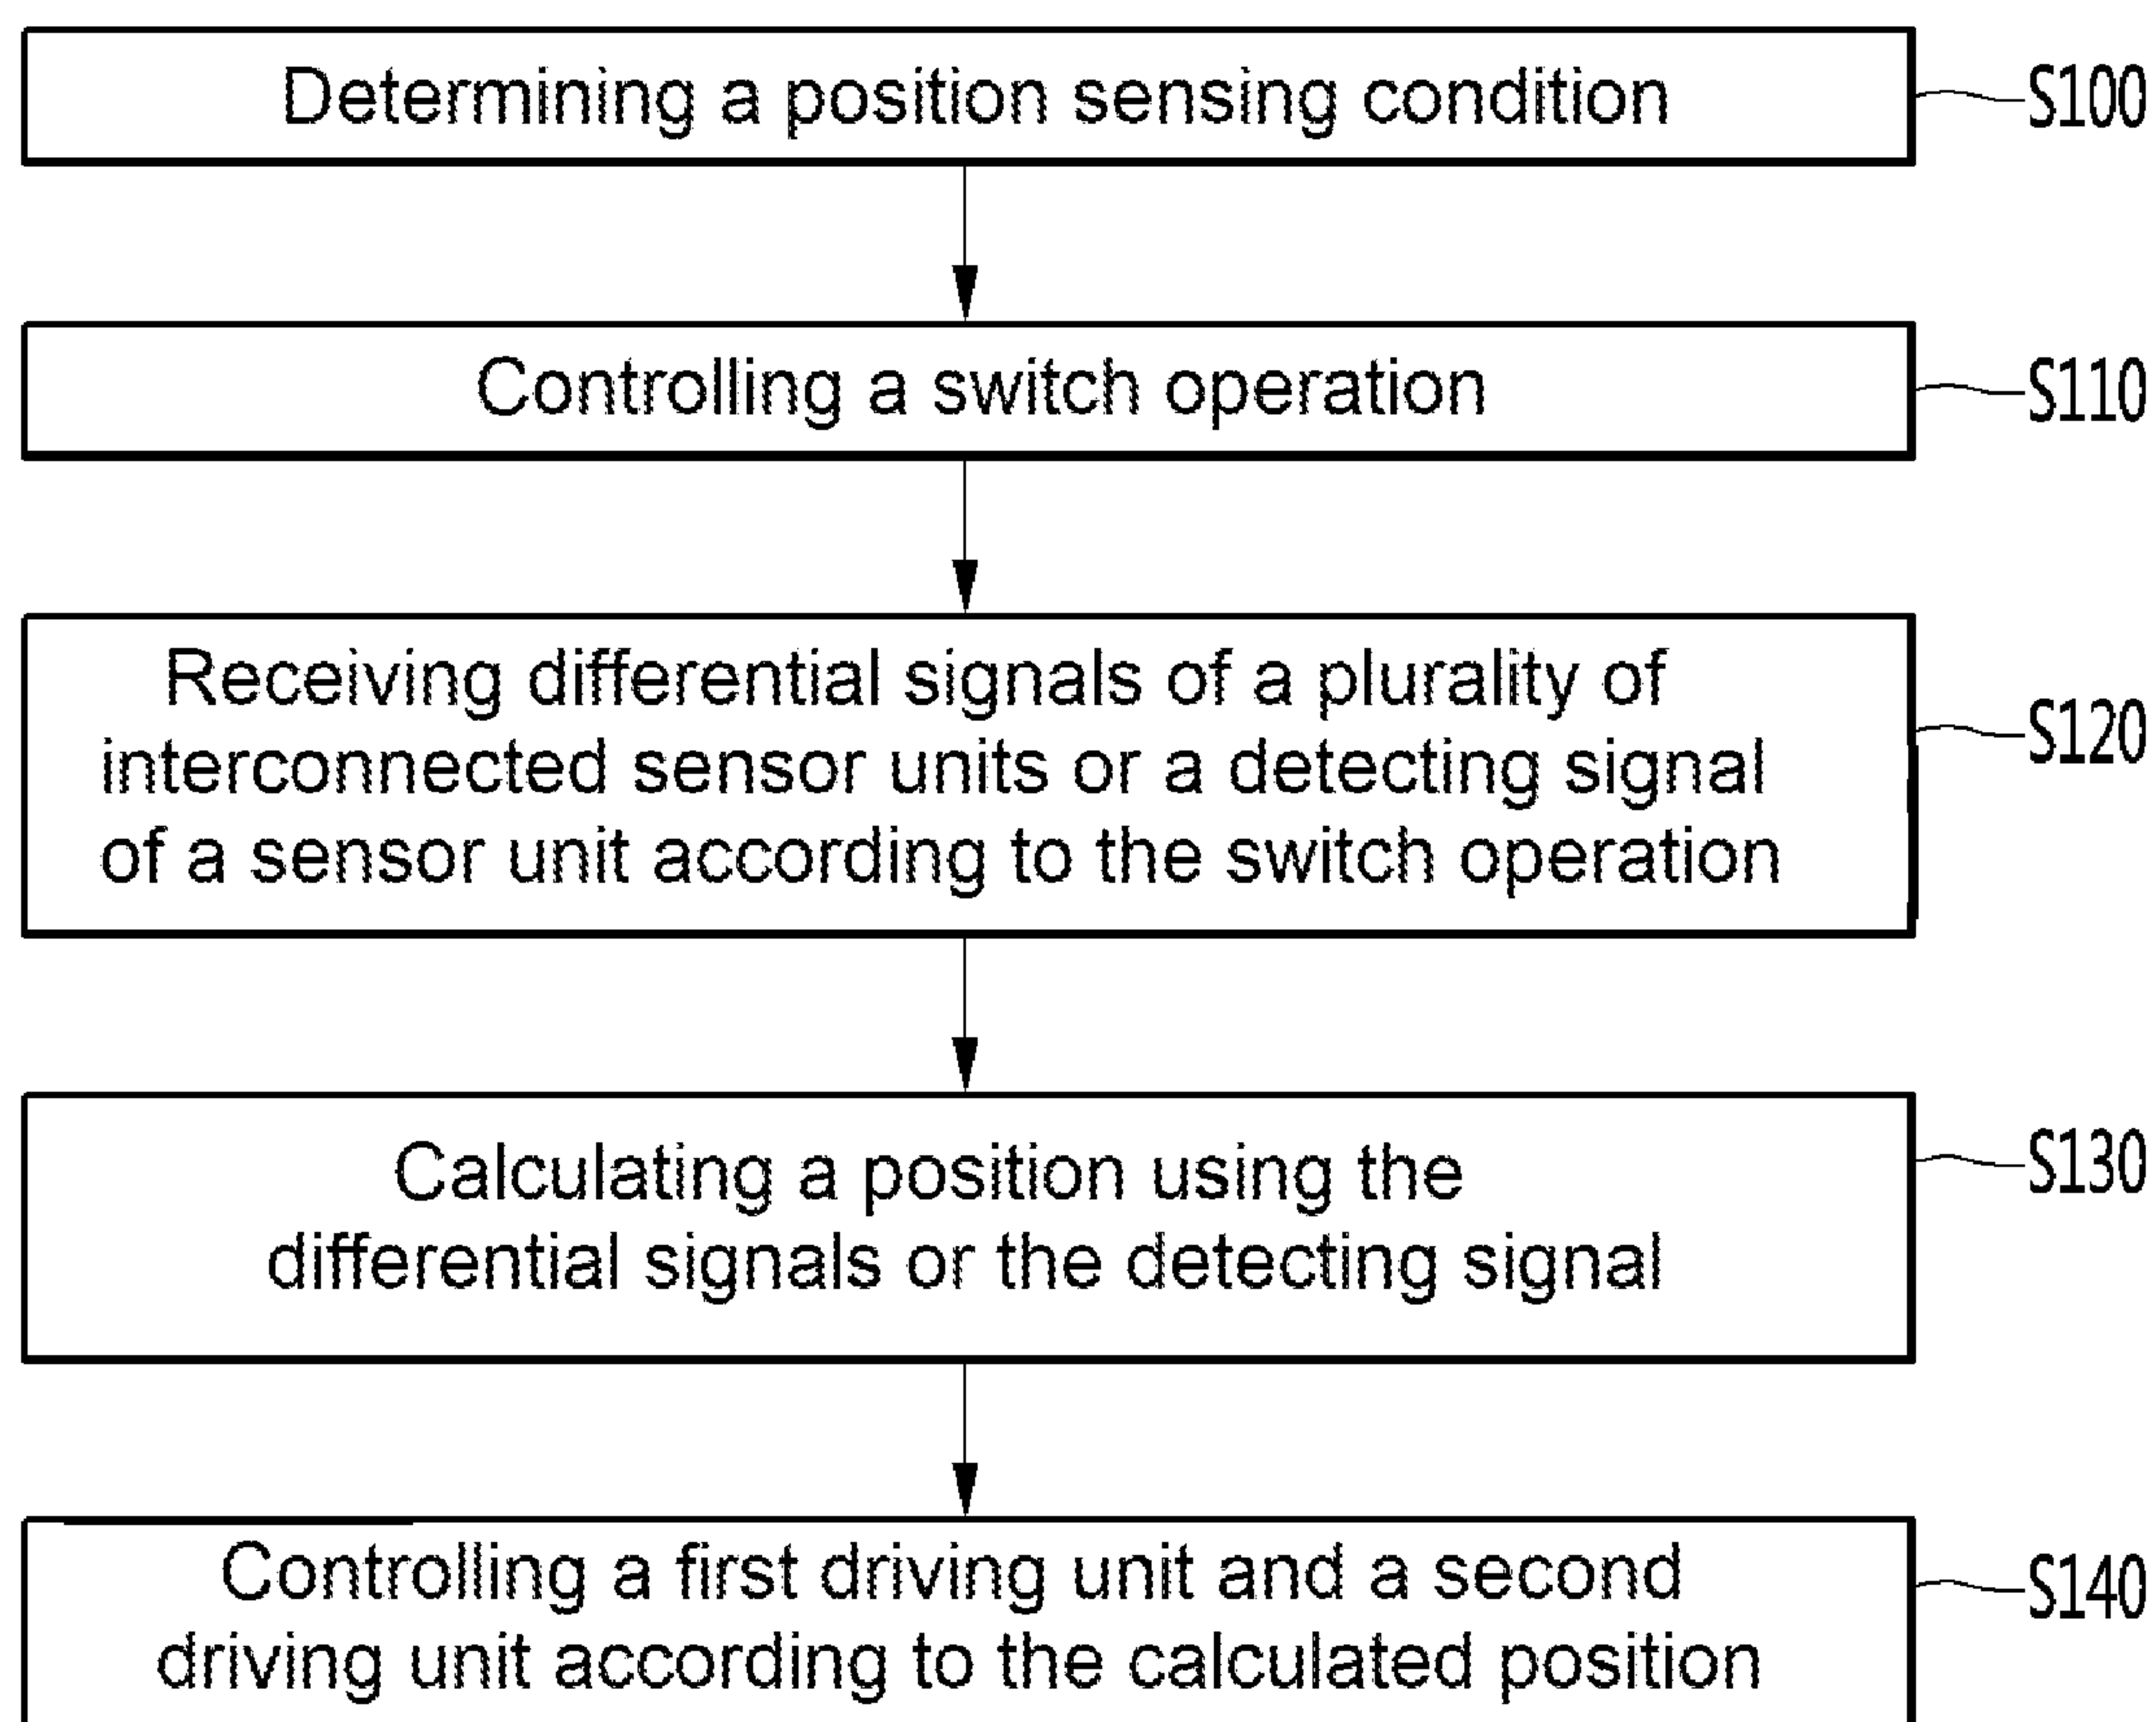 Determining a position sensing condition
S100
Controlling a switch operation
S110
Receiving differential signals of a plurality of
interconnected sensor units or a detecting signal
of a sensor unit according to the switch operation
S120
Calculating a position using the
differential signals or the detecting signal
S130
Controlling a first driving unit and a second
driving unit according to the calculated position
S140